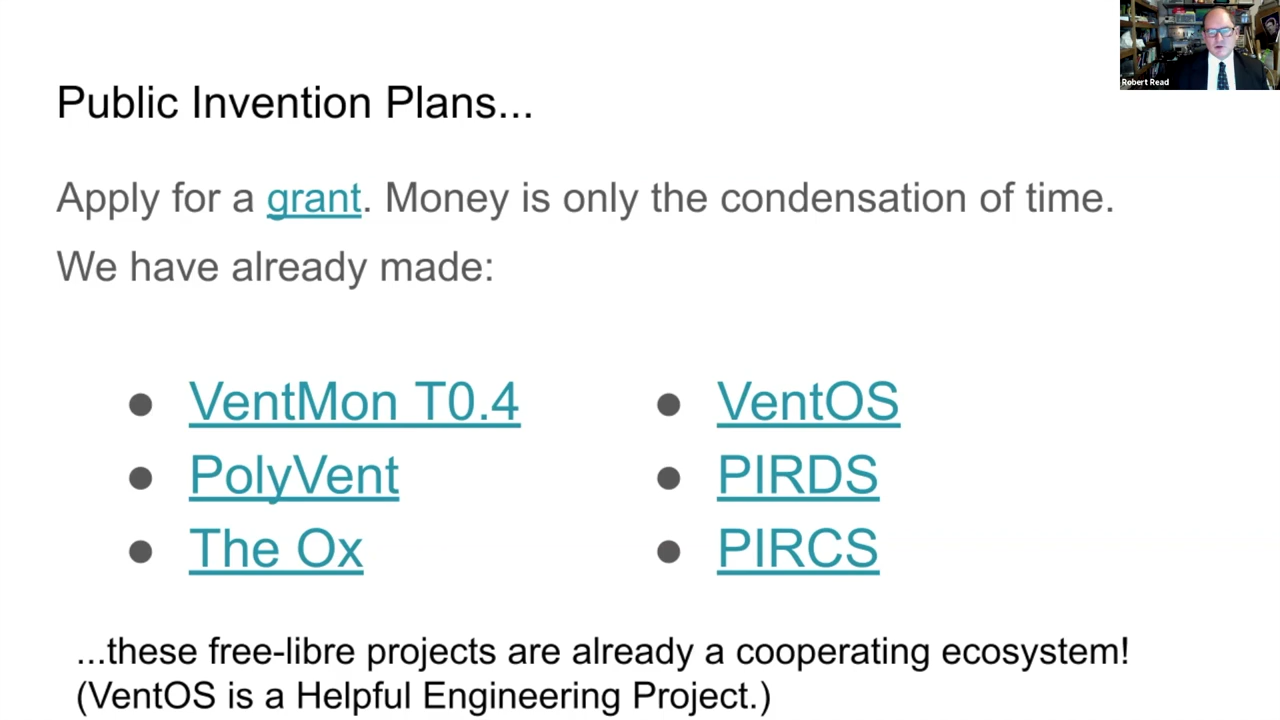 Robert Read
Public Invention Plans...
Apply for a grant. Money is only the condensation of time.
We have already made:
● VentMon T0.4
● PolyVent
● The Ox
● VentOS
● PIRDS
● PIRCS
...these free-libre projects are already a cooperating ecosystem!
(VentOS is a Helpful Engineering Project.)